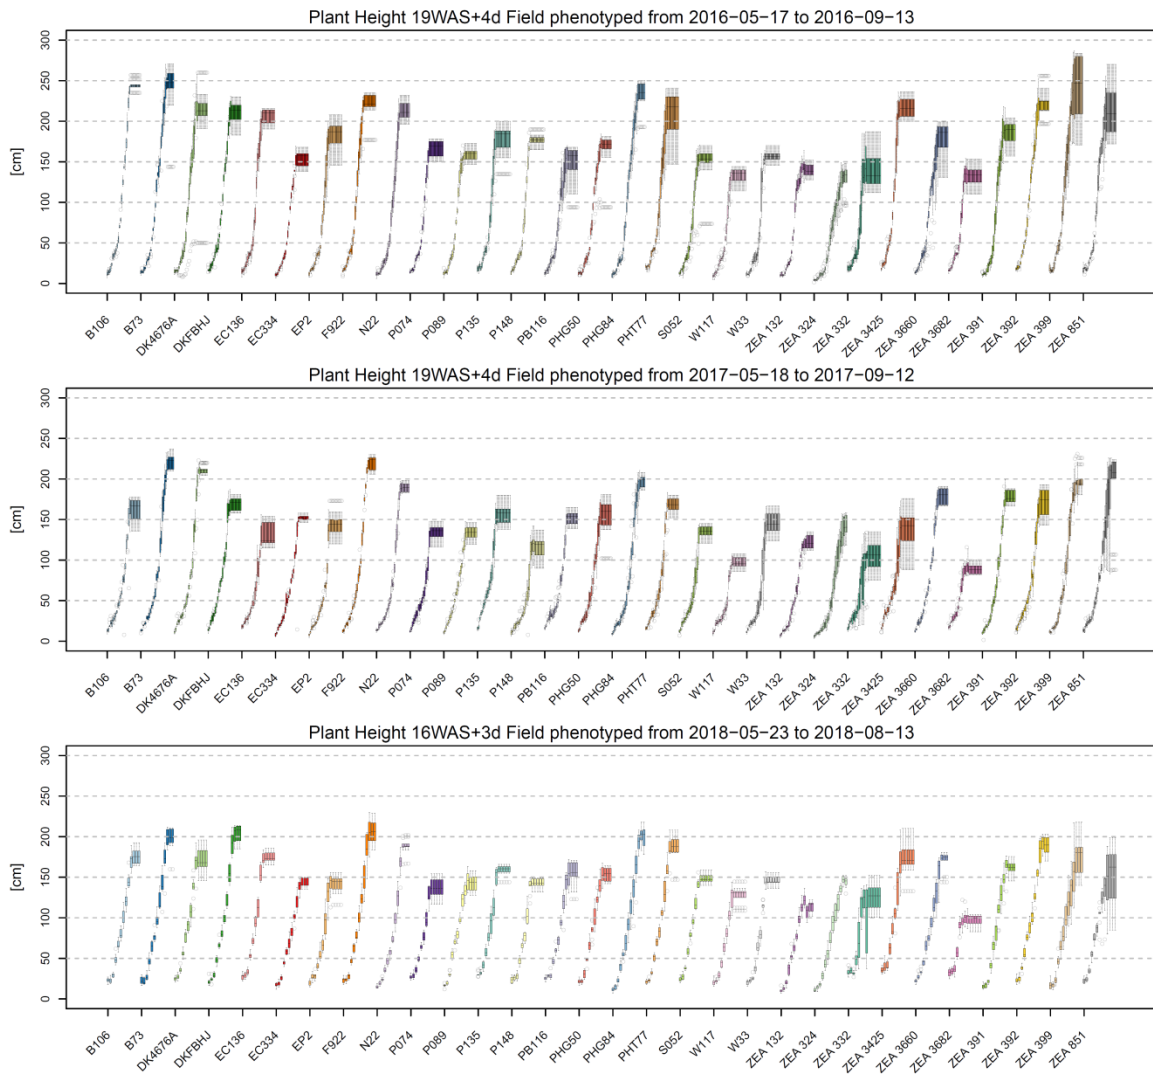 Plant Height 19WAS+4d Field phenotyped from 2016−05−17 to 2016−09−13
[cm]
300
250
200
150
100
50
0
B106 B73 DK4676A DKFBHJ EC136 EC334 EP2 F922 N22 P074 P089 P135 P148 PB116 PHG50 PHG84 PHT77 S052 W117 W33 ZEA 132 ZEA 324 ZEA 332 ZEA 3425 ZEA 3660 ZEA 3682 ZEA 391 ZEA 392 ZEA 399 ZEA 851
Plant Height 19WAS+4d Field phenotyped from 2017−05−18 to 2017−09−12
[cm]
300
250
200
150
100
50
0
B106 B73 DK4676A DKFBHJ EC136 EC334 EP2 F922 N22 P074 P089 P135 P148 PB116 PHG50 PHG84 PHT77 S052 W117 W33 ZEA 132 ZEA 324 ZEA 332 ZEA 3425 ZEA 3660 ZEA 3682 ZEA 391 ZEA 392 ZEA 399 ZEA 851
Plant Height 16WAS+3d Field phenotyped from 2018−05−23 to 2018−08−13
[cm]
300
250
200
150
100
50
0
B106 B73 DK4676A DKFBHJ EC136 EC334 EP2 F922 N22 P074 P089 P135 P148 PB116 PHG50 PHG84 PHT77 S052 W117 W33 ZEA 132 ZEA 324 ZEA 332 ZEA 3425 ZEA 3660 ZEA 3682 ZEA 391 ZEA 392 ZEA 399 ZEA 851